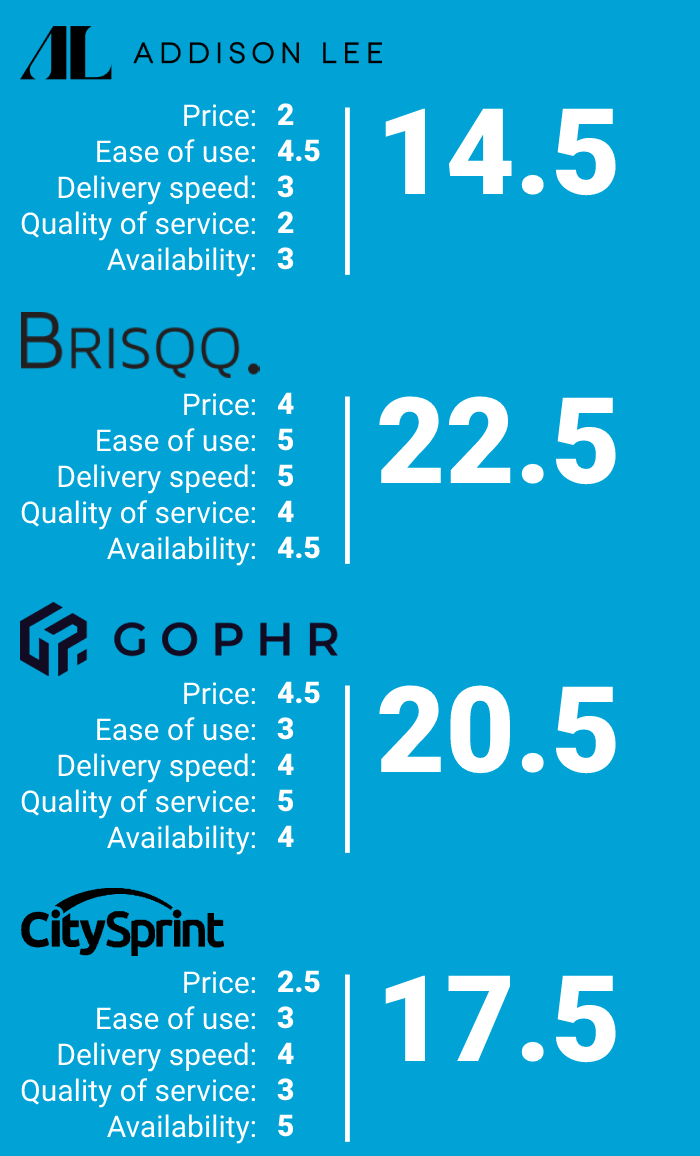 AL ADDISON LEE
Price: 2
Ease of use: 4.5
Delivery speed: 3
Quality of service: 2
Availability: 3
14.5
BRISQQ.
Price: 4
Ease of use: 5
Delivery speed: 5
Quality of service: 4
Availability: 4.5
22.5
GOPHR
Price: 4.5
Ease of use: 3
Delivery speed: 4
Quality of service: 5
Availability: 4
20.5
CitySprint
Price: 2.5
Ease of use: 3
Delivery speed: 4
Quality of service: 3
Availability: 5
17.5